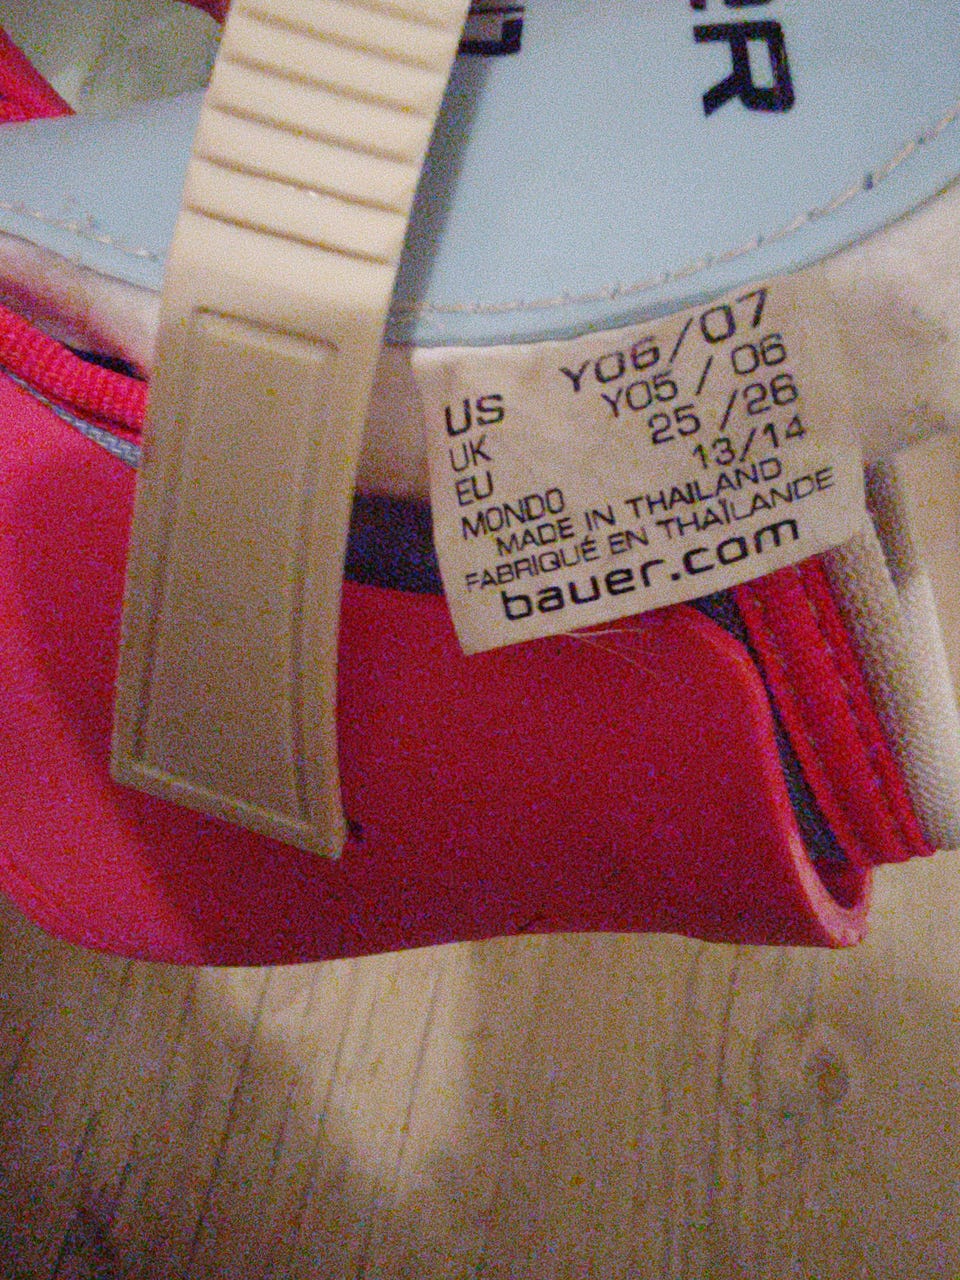 ER
US Y06/07
UK Y05 / 06
EU 25 /26
MONDO 13/14
MADE IN THAILAND
FABRIQUÉ EN THAÏLANDE
bauer.com